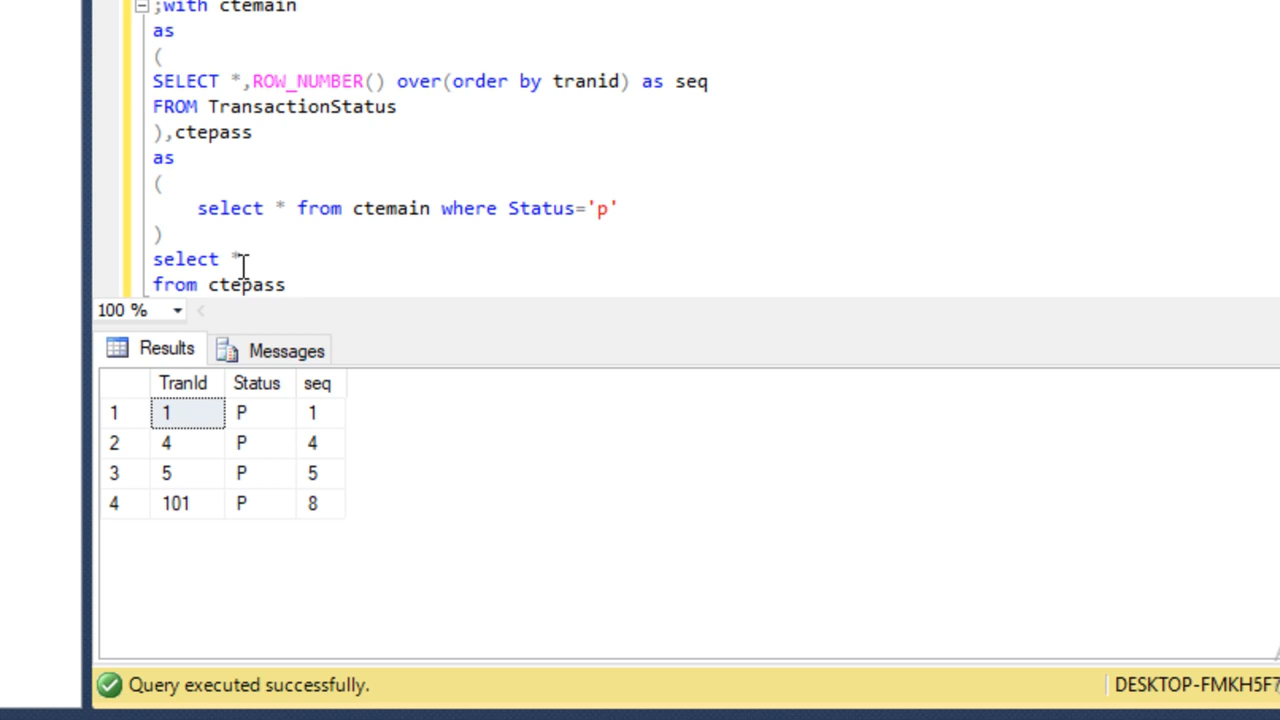 ;with ctemain
as
(
SELECT *,ROW_NUMBER() over(order by tranid) as seq
FROM TransactionStatus
),ctepass
as
(
select * from ctemain where Status='p'
)
select *
from ctepass
100 %
Results Messages
TranId Status seq
1 1 P 1
2 4 P 4
3 5 P 5
4 101 P 8
Query executed successfully. DESKTOP-FMKH5F7